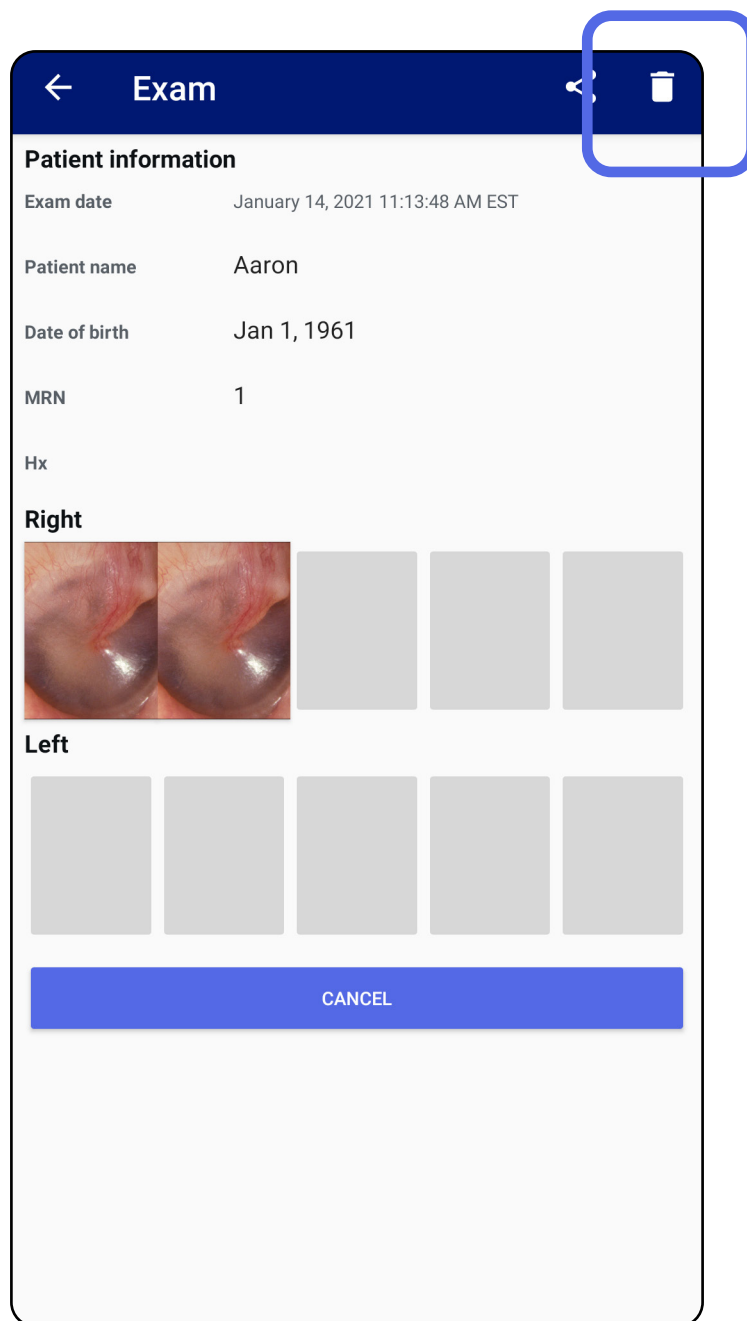 Exam
Patient information
Exam date January 14, 2021 11:13:48 AM EST
Patient name Aaron
Date of birth Jan 1, 1961
MRN 1
Hx
Right
Left
CANCEL